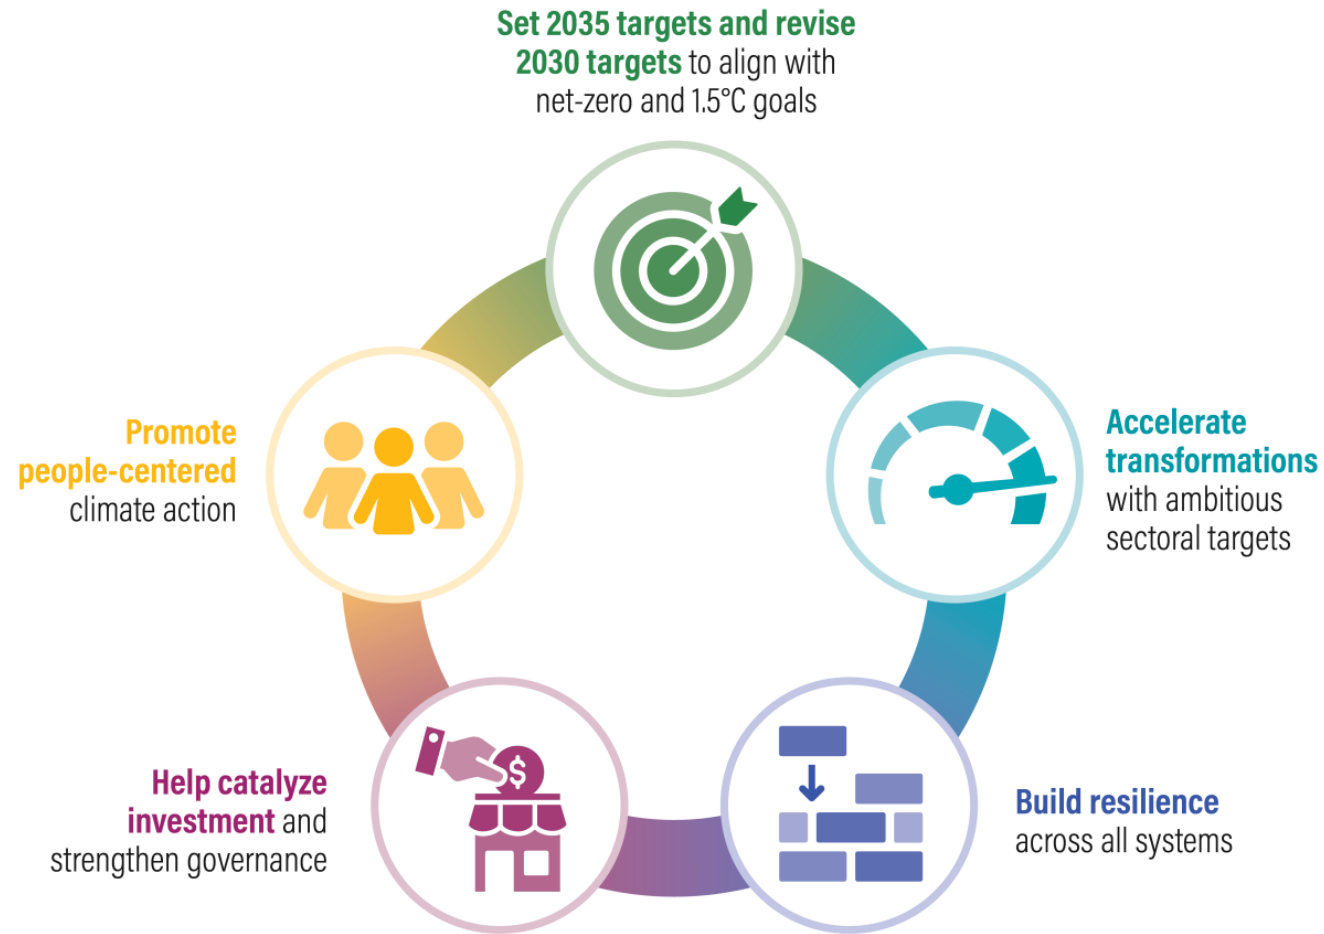 Set 2035 targets and revise
2030 targets to align with
net-zero and 1.5°C goals
Promote
people-centered
climate action
Accelerate
transformations
with ambitious
sectoral targets
$
Help catalyze
investment and
strengthen governance
Build resilience
across all systems